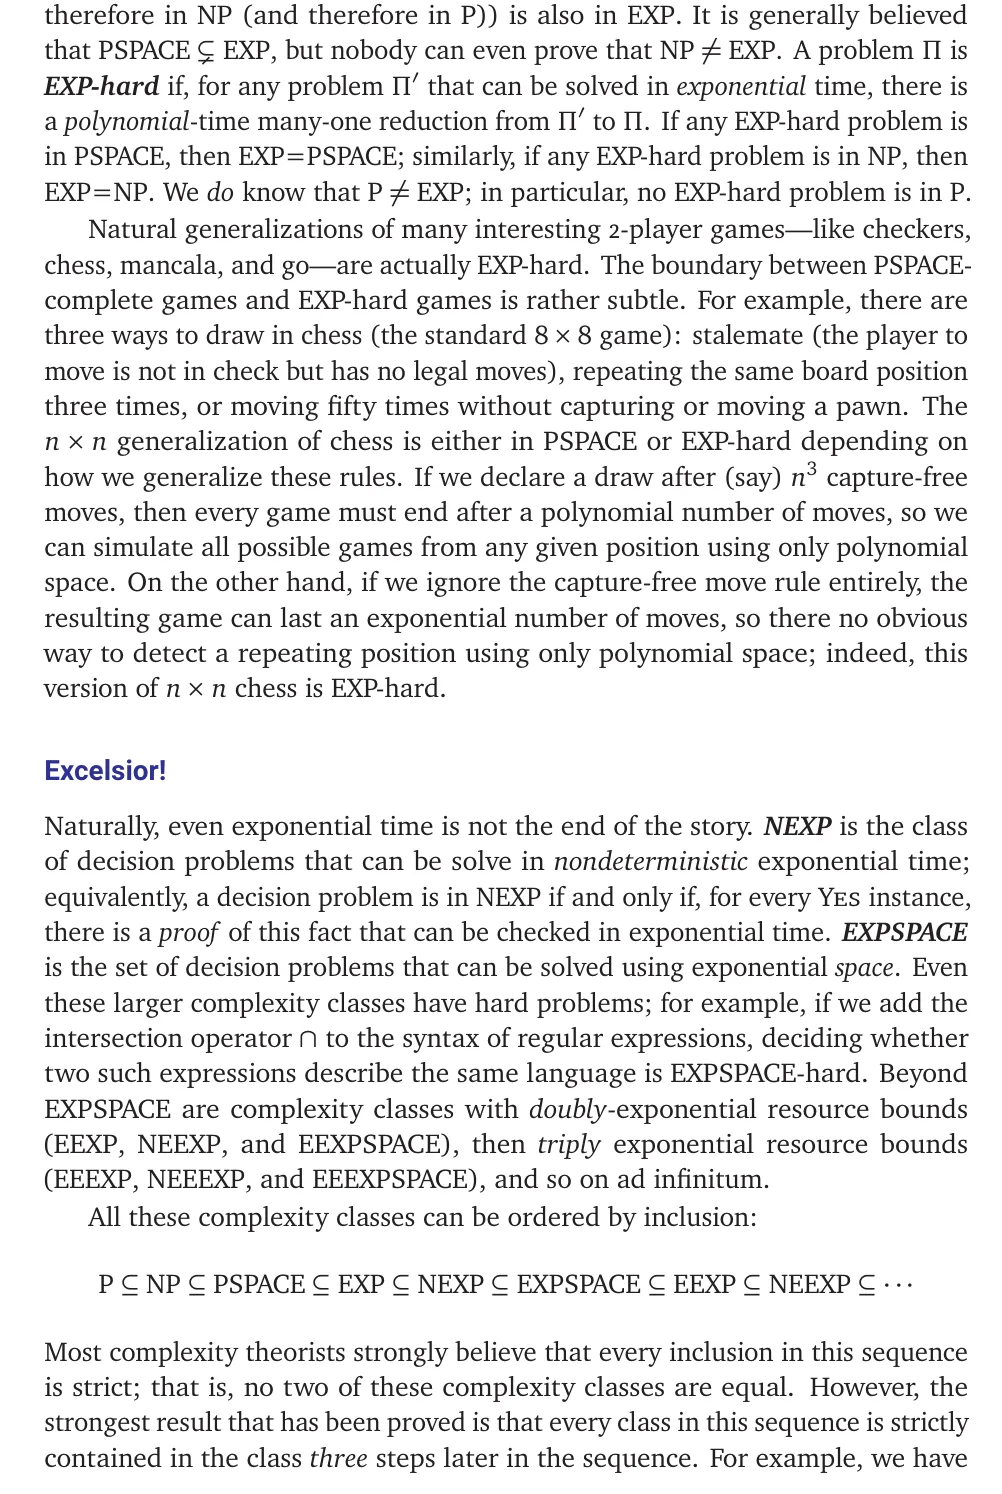 therefore in NP (and therefore in P)) is also in EXP. It is generally believed
that PSPACE ⊊ EXP, but nobody can even prove that NP ≠ EXP. A problem Π is
EXP-hard if, for any problem Π′ that can be solved in exponential time, there is
a polynomial-time many-one reduction from Π′ to Π. If any EXP-hard problem is
in PSPACE, then EXP=PSPACE; similarly, if any EXP-hard problem is in NP, then
EXP=NP. We do know that P ≠ EXP; in particular, no EXP-hard problem is in P.
Natural generalizations of many interesting 2-player games—like checkers,
chess, mancala, and go—are actually EXP-hard. The boundary between PSPACE-
complete games and EXP-hard games is rather subtle. For example, there are
three ways to draw in chess (the standard 8 × 8 game): stalemate (the player to
move is not in check but has no legal moves), repeating the same board position
three times, or moving fifty times without capturing or moving a pawn. The
n × n generalization of chess is either in PSPACE or EXP-hard depending on
how we generalize these rules. If we declare a draw after (say) n³ capture-free
moves, then every game must end after a polynomial number of moves, so we
can simulate all possible games from any given position using only polynomial
space. On the other hand, if we ignore the capture-free move rule entirely, the
resulting game can last an exponential number of moves, so there no obvious
way to detect a repeating position using only polynomial space; indeed, this
version of n × n chess is EXP-hard.
Excelsior!
Naturally, even exponential time is not the end of the story. NEXP is the class
of decision problems that can be solve in nondeterministic exponential time;
equivalently, a decision problem is in NEXP if and only if, for every Yes instance,
there is a proof of this fact that can be checked in exponential time. EXPSPACE
is the set of decision problems that can be solved using exponential space. Even
these larger complexity classes have hard problems; for example, if we add the
intersection operator ∩ to the syntax of regular expressions, deciding whether
two such expressions describe the same language is EXPSPACE-hard. Beyond
EXPSPACE are complexity classes with doubly-exponential resource bounds
(EEXP, NEEXP, and EEXPSPACE), then triply exponential resource bounds
(EEEXP, NEEEXP, and EEEXPSPACE), and so on ad infinitum.
All these complexity classes can be ordered by inclusion:
P ⊆ NP ⊆ PSPACE ⊆ EXP ⊆ NEXP ⊆ EXPSPACE ⊆ EEXP ⊆ NEEXP ⊆ ···
Most complexity theorists strongly believe that every inclusion in this sequence
is strict; that is, no two of these complexity classes are equal. However, the
strongest result that has been proved is that every class in this sequence is strictly
contained in the class three steps later in the sequence. For example, we have